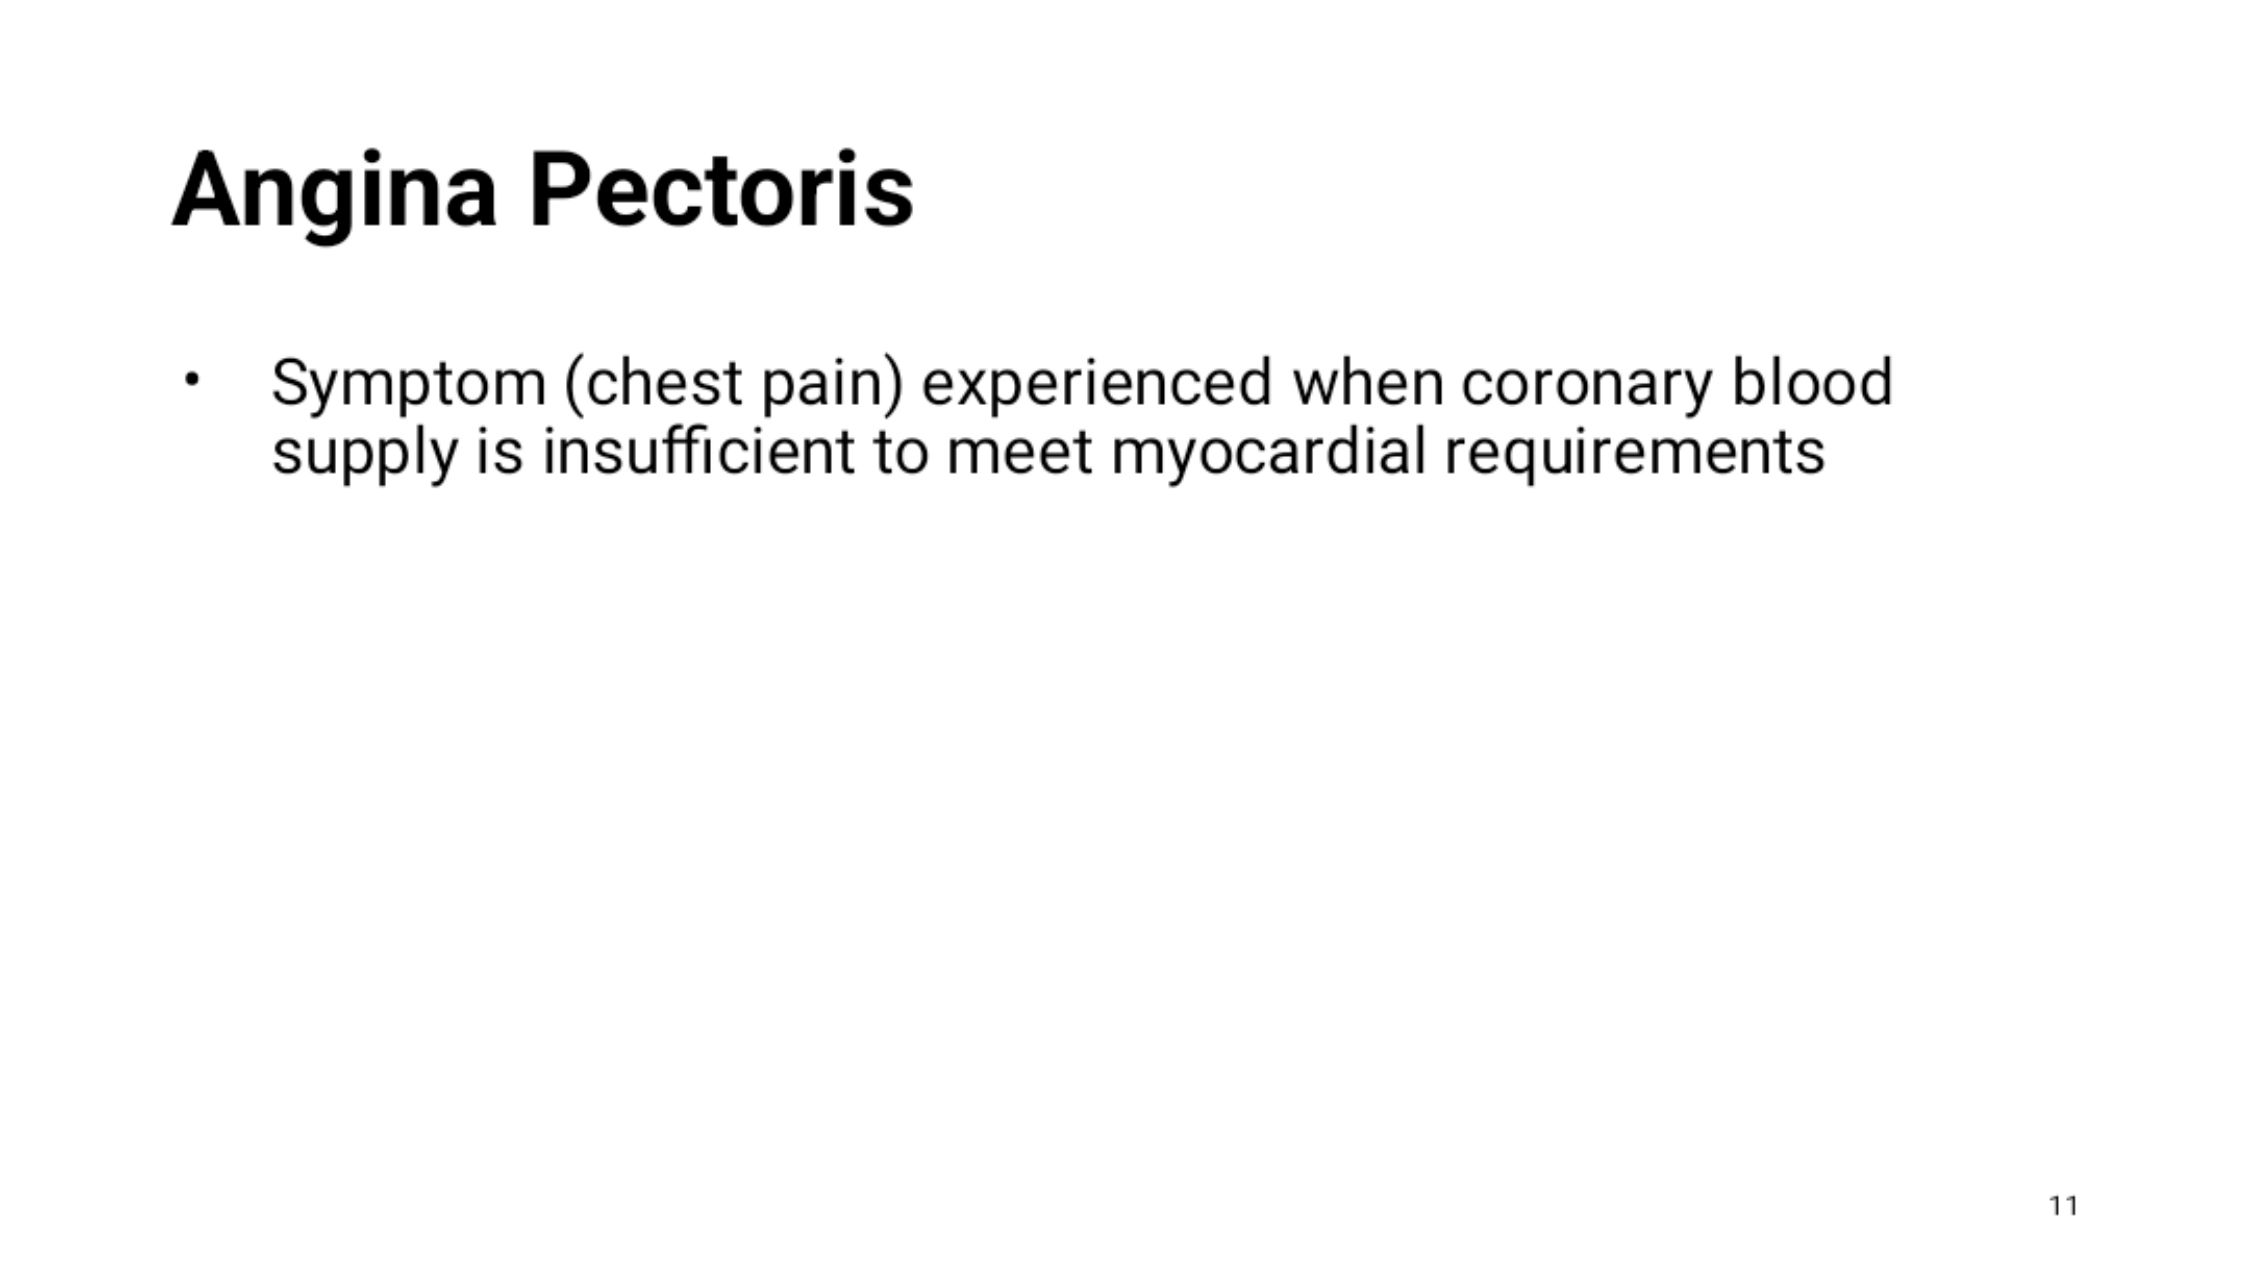 Angina Pectoris
• Symptom (chest pain) experienced when coronary blood
supply is insufficient to meet myocardial requirements
11